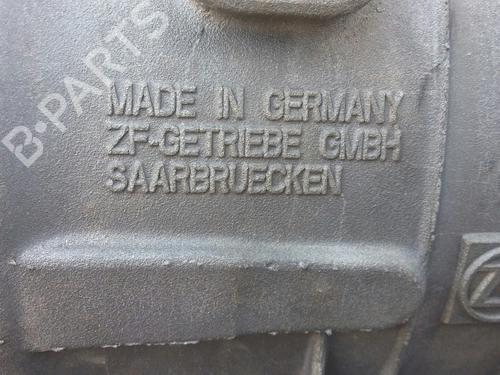 B-PARTS
MADE IN GERMANY
ZF-GETRIEBE GMBH
SAARBRUECKEN